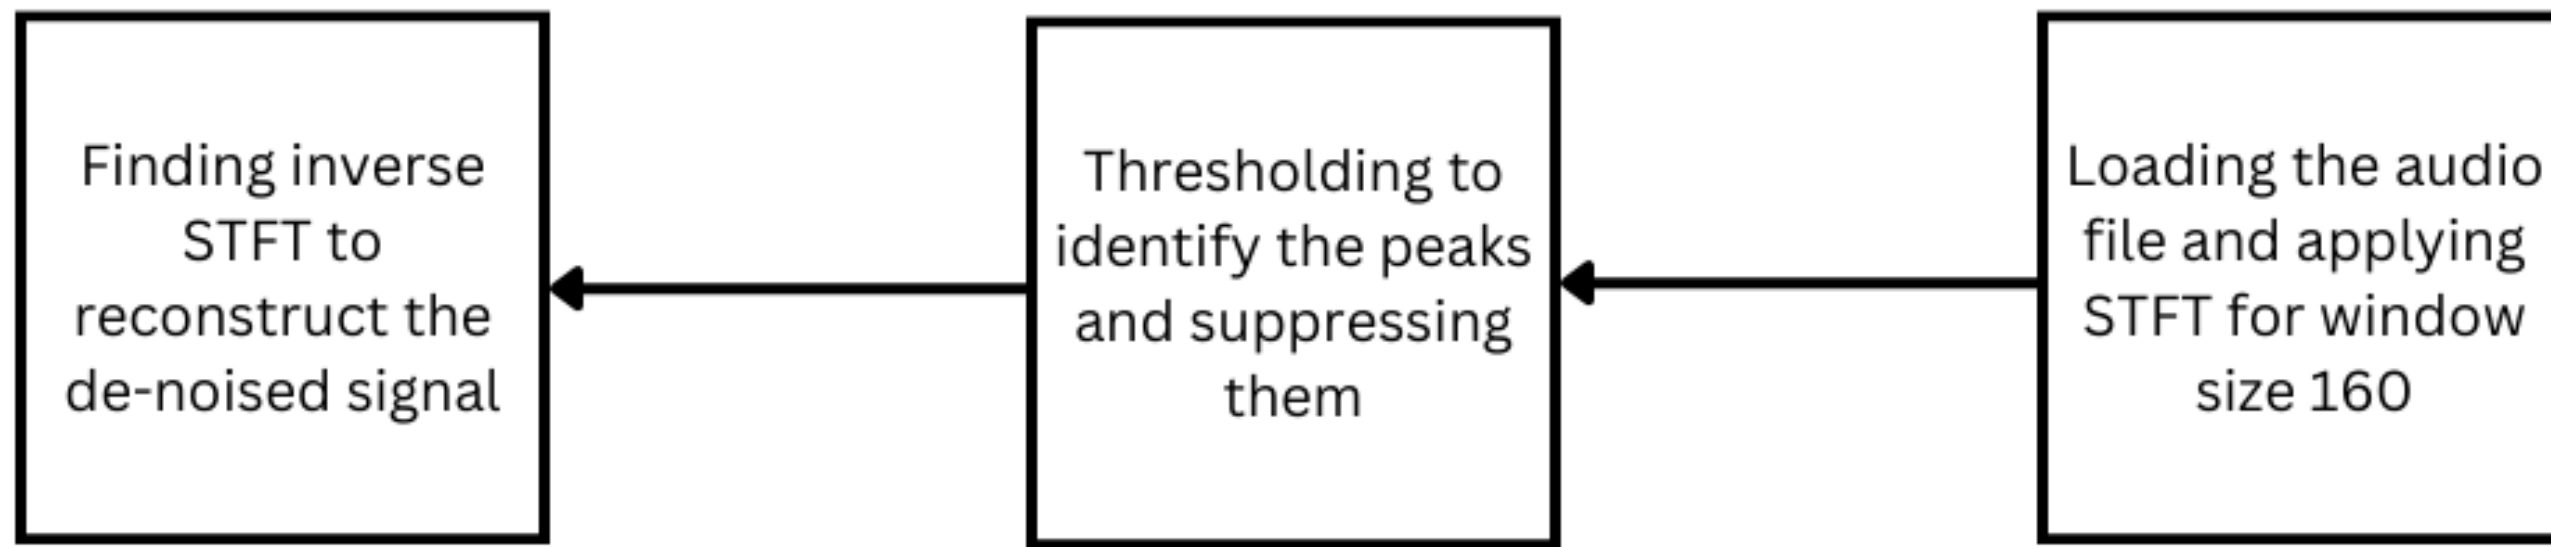 Finding inverse
STFT to
reconstruct the
de-noised signal
Thresholding to
identify the peaks
and suppressing
them
Loading the audio
file and applying
STFT for window
size 160